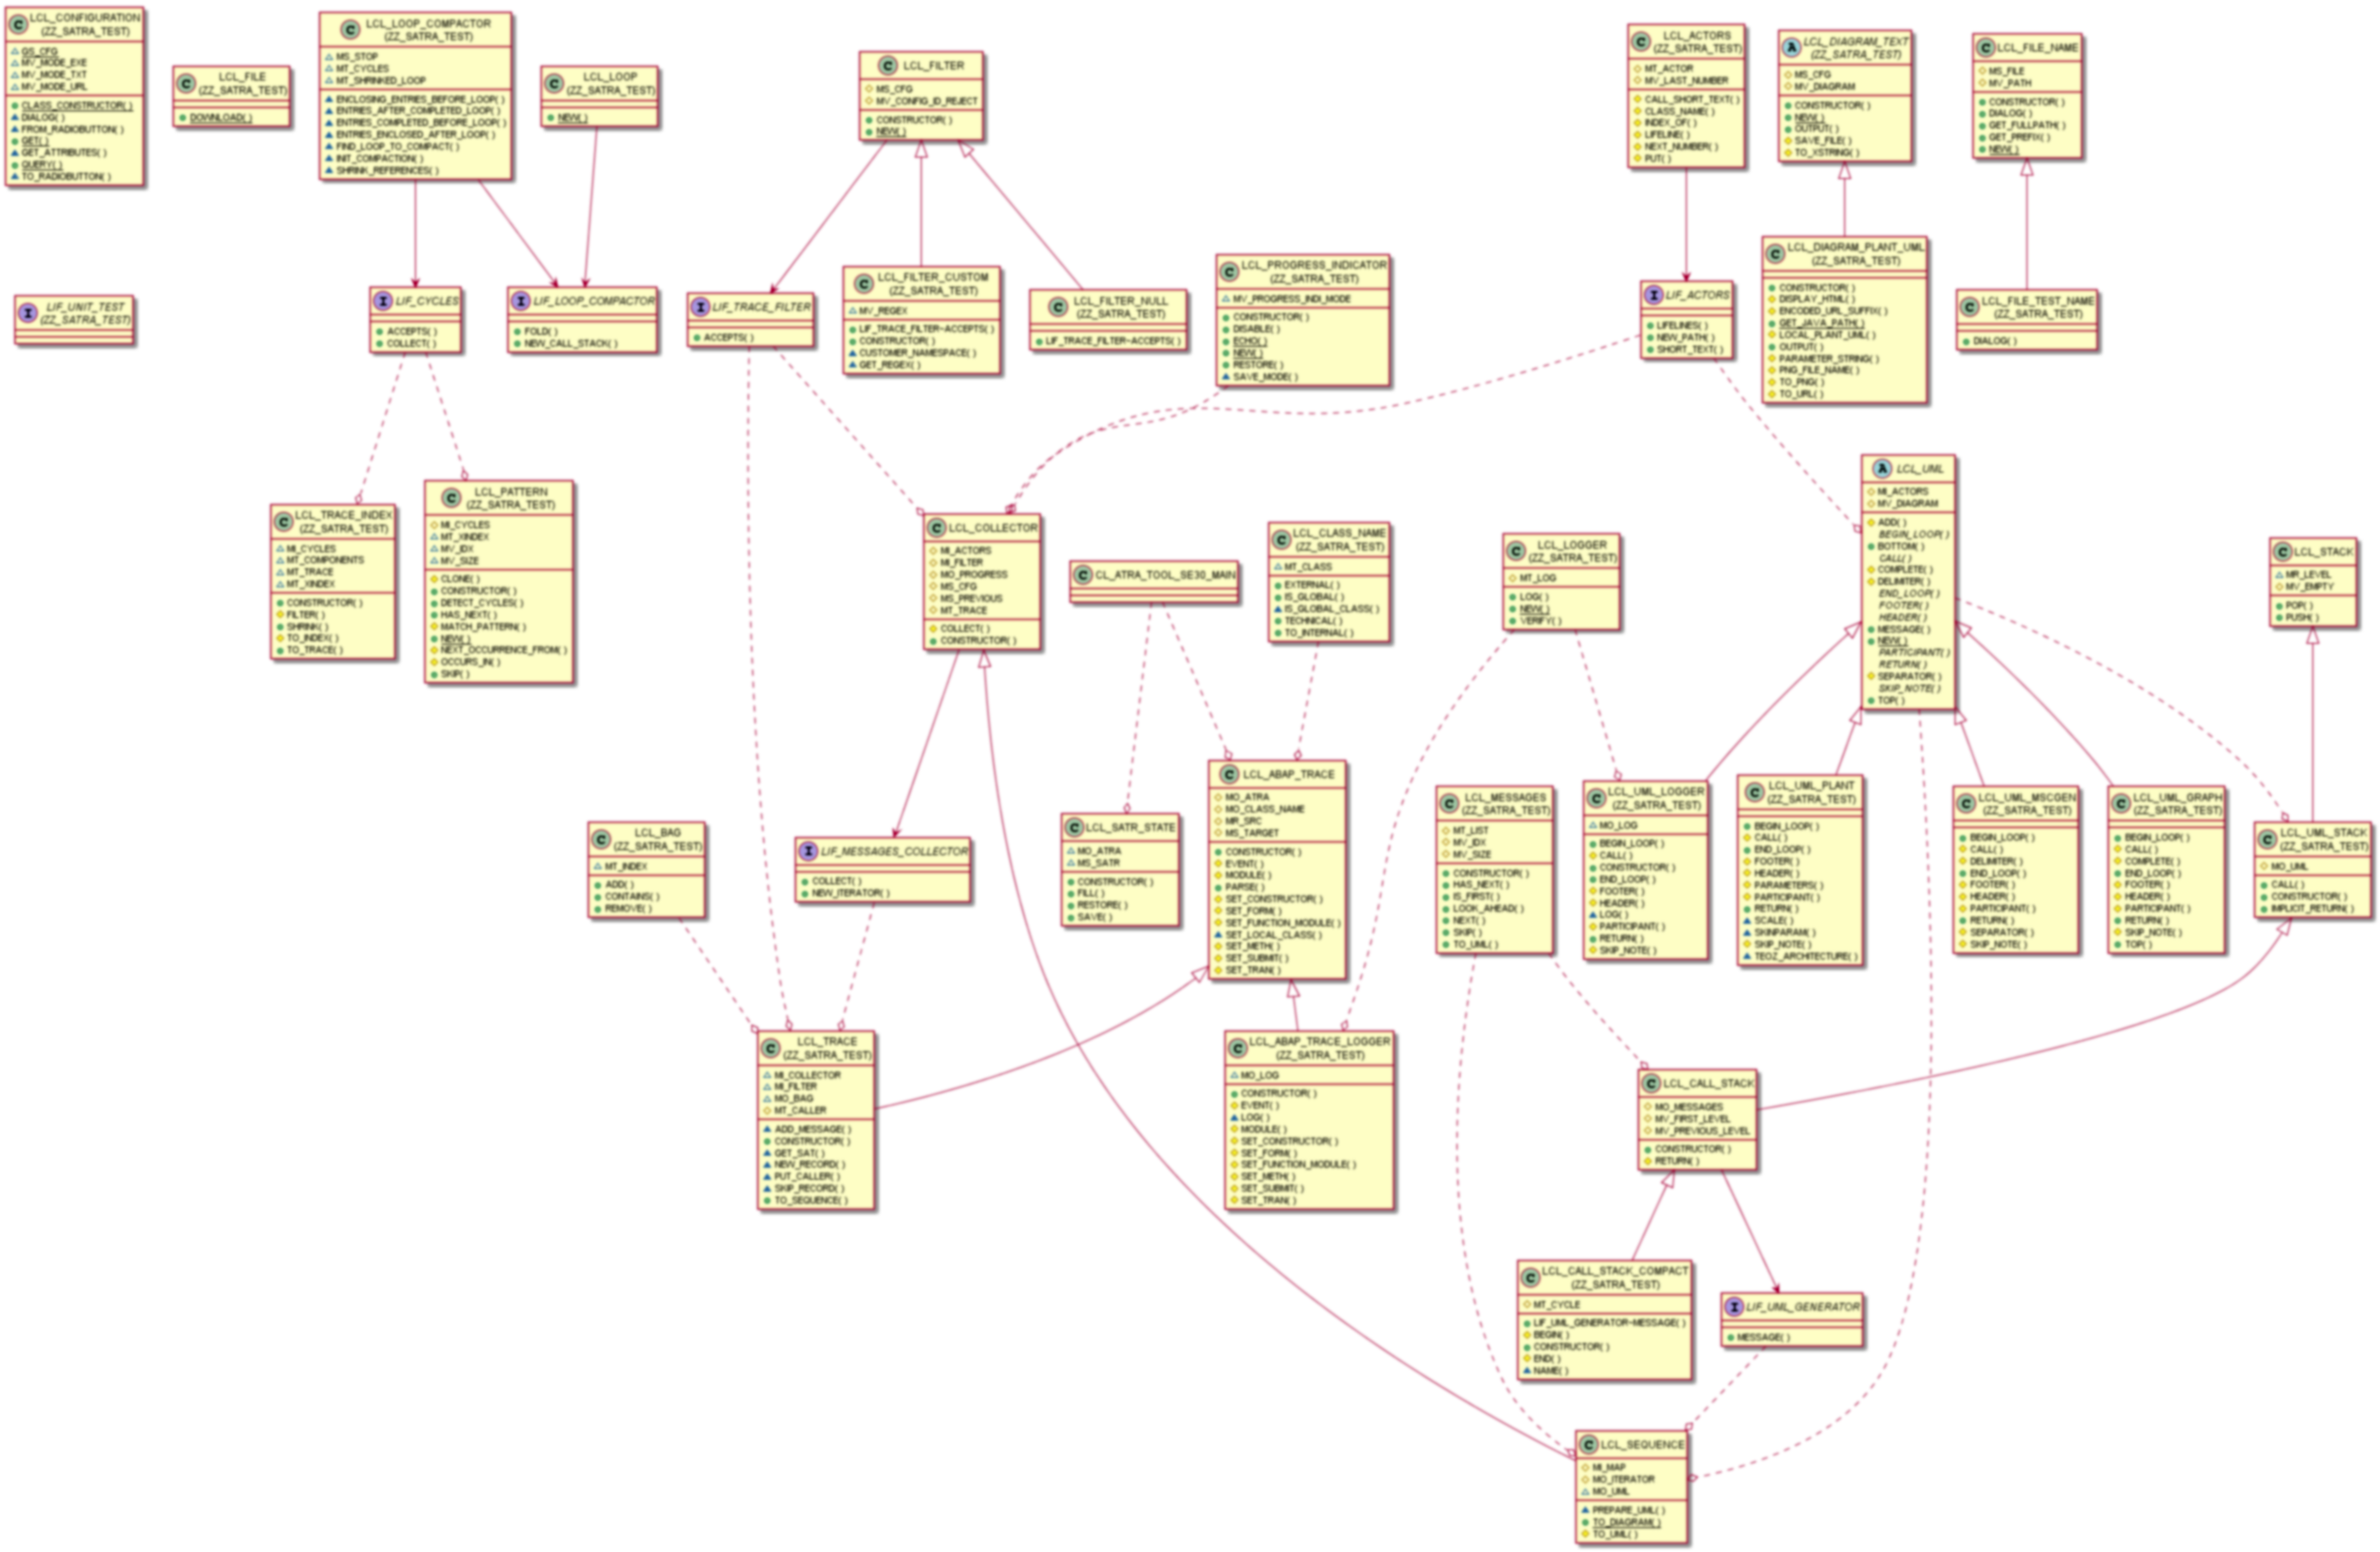 LCL_CONFIGURATION
(ZZ_SATRA_TEST)
GS_CFG
MV_MODE_EXE
MV_MODE_TXT
MV_MODE_URL
CLASS_CONSTRUCTOR( )
DIALOG( )
FROM_RADIOBUTTON( )
GET( )
GET_ATTRIBUTES( )
QUERY( )
TO_RADIOBUTTON( )
LCL_FILE
(ZZ_SATRA_TEST)
DOWNLOAD( )
LCL_LOOP_COMPACTOR
(ZZ_SATRA_TEST)
MS_STOP
MT_CYCLES
MT_SHRINKED_LOOP
ENCLOSING_ENTRIES_BEFORE_LOOP( )
ENTRIES_AFTER_COMPLETED_LOOP( )
ENTRIES_COMPLETED_BEFORE_LOOP( )
ENTRIES_ENCLOSED_AFTER_LOOP( )
FIND_LOOP_TO_COMPACT( )
INIT_COMPACTION( )
SHRINK_REFERENCES( )
LCL_LOOP
(ZZ_SATRA_TEST)
NEW( )
LCL_FILTER
MS_CFG
MV_CONFIG_ID_REJECT
CONSTRUCTOR( )
NEW( )
LCL_ACTORS
(ZZ_SATRA_TEST)
MT_ACTOR
MV_LAST_NUMBER
CALL_SHORT_TEXT( )
CLASS_NAME( )
INDEX_OF( )
LIFELINE( )
NEXT_NUMBER( )
PUT( )
LCL_DIAGRAM_TEXT
(ZZ_SATRA_TEST)
MS_CFG
MV_DIAGRAM
CONSTRUCTOR( )
NEW( )
OUTPUT( )
SAVE_FILE( )
TO_XSTRING( )
LCL_FILE_NAME
MS_FILE
MV_PATH
CONSTRUCTOR( )
DIALOG( )
GET_FULLPATH( )
GET_PREFIX( )
NEW( )
LIF_UNIT_TEST
(ZZ_SATRA_TEST)
LIF_CYCLES
ACCEPTS( )
COLLECT( )
LIF_LOOP_COMPACTOR
FOLD( )
NEW_CALL_STACK( )
LIF_TRACE_FILTER
ACCEPTS( )
LCL_FILTER_CUSTOM
(ZZ_SATRA_TEST)
MV_REGEX
LIF_TRACE_FILTER~ACCEPTS( )
CONSTRUCTOR( )
CUSTOMER_NAMESPACE( )
GET_REGEX( )
LCL_FILTER_NULL
(ZZ_SATRA_TEST)
LIF_TRACE_FILTER~ACCEPTS( )
LCL_PROGRESS_INDICATOR
(ZZ_SATRA_TEST)
MV_PROGRESS_INDI_MODE
CONSTRUCTOR( )
DISABLE( )
ECHO( )
NEW( )
RESTORE( )
SAVE_MODE( )
LIF_ACTORS
LIFELINES( )
NEW_PATH( )
SHORT_TEXT( )
LCL_DIAGRAM_PLANT_UML
(ZZ_SATRA_TEST)
CONSTRUCTOR( )
DISPLAY_HTML( )
ENCODED_URL_SUFFIX( )
GET_JAVA_PATH( )
LOCAL_PLANT_UML( )
OUTPUT( )
PARAMETER_STRING( )
PNG_FILE_NAME( )
TO_PNG( )
TO_URL( )
LCL_FILE_TEST_NAME
(ZZ_SATRA_TEST)
DIALOG( )
LCL_TRACE_INDEX
(ZZ_SATRA_TEST)
MI_CYCLES
MT_COMPONENTS
MT_TRACE
MT_XINDEX
CONSTRUCTOR( )
FILTER( )
SHRINK( )
TO_INDEX( )
TO_TRACE( )
LCL_PATTERN
(ZZ_SATRA_TEST)
MI_CYCLES
MT_XINDEX
MV_IDX
MV_SIZE
CLONE( )
CONSTRUCTOR( )
DETECT_CYCLES( )
HAS_NEXT( )
MATCH_PATTERN( )
NEW( )
NEXT_OCCURRENCE_FROM( )
OCCURS_IN( )
SKIP( )
LCL_COLLECTOR
MI_ACTORS
MI_FILTER
MO_PROGRESS
MS_CFG
MS_PREVIOUS
MT_TRACE
COLLECT( )
CONSTRUCTOR( )
CL_ATRA_TOOL_SE30_MAIN
LCL_CLASS_NAME
(ZZ_SATRA_TEST)
MT_CLASS
EXTERNAL( )
IS_GLOBAL( )
IS_GLOBAL_CLASS( )
TECHNICAL( )
TO_INTERNAL( )
LCL_LOGGER
(ZZ_SATRA_TEST)
MT_LOG
LOG( )
NEW( )
VERIFY( )
LCL_UML
MI_ACTORS
MV_DIAGRAM
ADD( )
BEGIN_LOOP( )
BOTTOM( )
CALL( )
COMPLETE( )
DELIMITER( )
END_LOOP( )
FOOTER( )
HEADER( )
MESSAGE( )
NEW( )
PARTICIPANT( )
RETURN( )
SEPARATOR( )
SKIP_NOTE( )
TOP( )
LCL_STACK
MR_LEVEL
MV_EMPTY
POP( )
PUSH( )
LCL_BAG
(ZZ_SATRA_TEST)
MT_INDEX
ADD( )
CONTAINS( )
REMOVE( )
LIF_MESSAGES_COLLECTOR
COLLECT( )
NEW_ITERATOR( )
LCL_SATR_STATE
MO_ATRA
MS_SATR
CONSTRUCTOR( )
FILL( )
RESTORE( )
SAVE( )
LCL_ABAP_TRACE
MO_ATRA
MO_CLASS_NAME
MR_SRC
MS_TARGET
CONSTRUCTOR( )
EVENT( )
MODULE( )
PARSE( )
SET_CONSTRUCTOR( )
SET_FORM( )
SET_FUNCTION_MODULE( )
SET_LOCAL_CLASS( )
SET_METH( )
SET_SUBMIT( )
SET_TRAN( )
LCL_MESSAGES
(ZZ_SATRA_TEST)
MT_LIST
MV_IDX
MV_SIZE
CONSTRUCTOR( )
HAS_NEXT( )
IS_FIRST( )
LOOK_AHEAD( )
NEXT( )
SKIP( )
TO_UML( )
LCL_UML_LOGGER
(ZZ_SATRA_TEST)
MO_LOG
BEGIN_LOOP( )
CALL( )
CONSTRUCTOR( )
END_LOOP( )
FOOTER( )
HEADER( )
LOG( )
PARTICIPANT( )
RETURN( )
SKIP_NOTE( )
LCL_UML_PLANT
(ZZ_SATRA_TEST)
BEGIN_LOOP( )
CALL( )
END_LOOP( )
FOOTER( )
HEADER( )
PARAMETERS( )
PARTICIPANT( )
RETURN( )
SCALE( )
SKINPARAM( )
SKIP_NOTE( )
TEOZ_ARCHITECTURE( )
LCL_UML_MSCGEN
(ZZ_SATRA_TEST)
BEGIN_LOOP( )
CALL( )
DELIMITER( )
END_LOOP( )
FOOTER( )
HEADER( )
PARTICIPANT( )
RETURN( )
SEPARATOR( )
SKIP_NOTE( )
LCL_UML_GRAPH
(ZZ_SATRA_TEST)
BEGIN_LOOP( )
CALL( )
COMPLETE( )
END_LOOP( )
FOOTER( )
HEADER( )
PARTICIPANT( )
RETURN( )
SKIP_NOTE( )
TOP( )
LCL_UML_STACK
(ZZ_SATRA_TEST)
MO_UML
CALL( )
CONSTRUCTOR( )
IMPLICIT_RETURN( )
LCL_TRACE
(ZZ_SATRA_TEST)
MI_COLLECTOR
MI_FILTER
MO_BAG
MT_CALLER
ADD_MESSAGE( )
CONSTRUCTOR( )
GET_SAT( )
NEW_RECORD( )
PUT_CALLER( )
SKIP_RECORD( )
TO_SEQUENCE( )
LCL_ABAP_TRACE_LOGGER
(ZZ_SATRA_TEST)
MO_LOG
CONSTRUCTOR( )
EVENT( )
LOG( )
MODULE( )
SET_CONSTRUCTOR( )
SET_FORM( )
SET_FUNCTION_MODULE( )
SET_METH( )
SET_SUBMIT( )
SET_TRAN( )
LCL_CALL_STACK
MO_MESSAGES
MV_FIRST_LEVEL
MV_PREVIOUS_LEVEL
CONSTRUCTOR( )
RETURN( )
LCL_CALL_STACK_COMPACT
(ZZ_SATRA_TEST)
MT_CYCLE
LIF_UML_GENERATOR~MESSAGE( )
BEGIN( )
CONSTRUCTOR( )
END( )
NAME( )
LIF_UML_GENERATOR
MESSAGE( )
LCL_SEQUENCE
MI_MAP
MO_ITERATOR
MO_UML
PREPARE_UML( )
TO_DIAGRAM( )
TO_UML( )